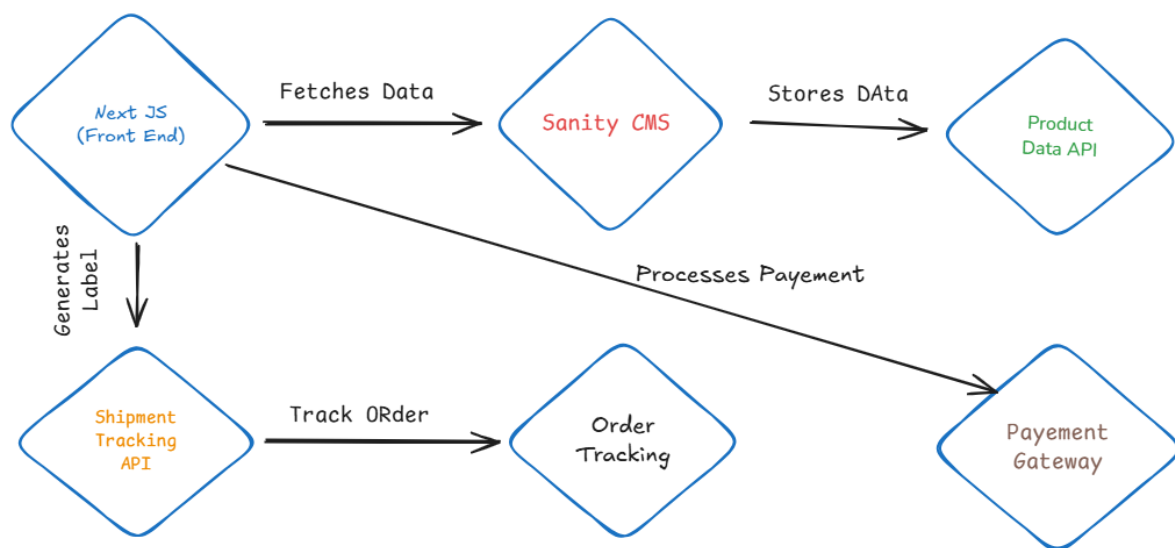 Next JS
(Front End)
Fetches Data
Sanity CMS
Stores DAta
Product
Data API
Generates
Label
Processes Payement
Shipment
Tracking
API
Track ORder
Order
Tracking
Payement
Gateway